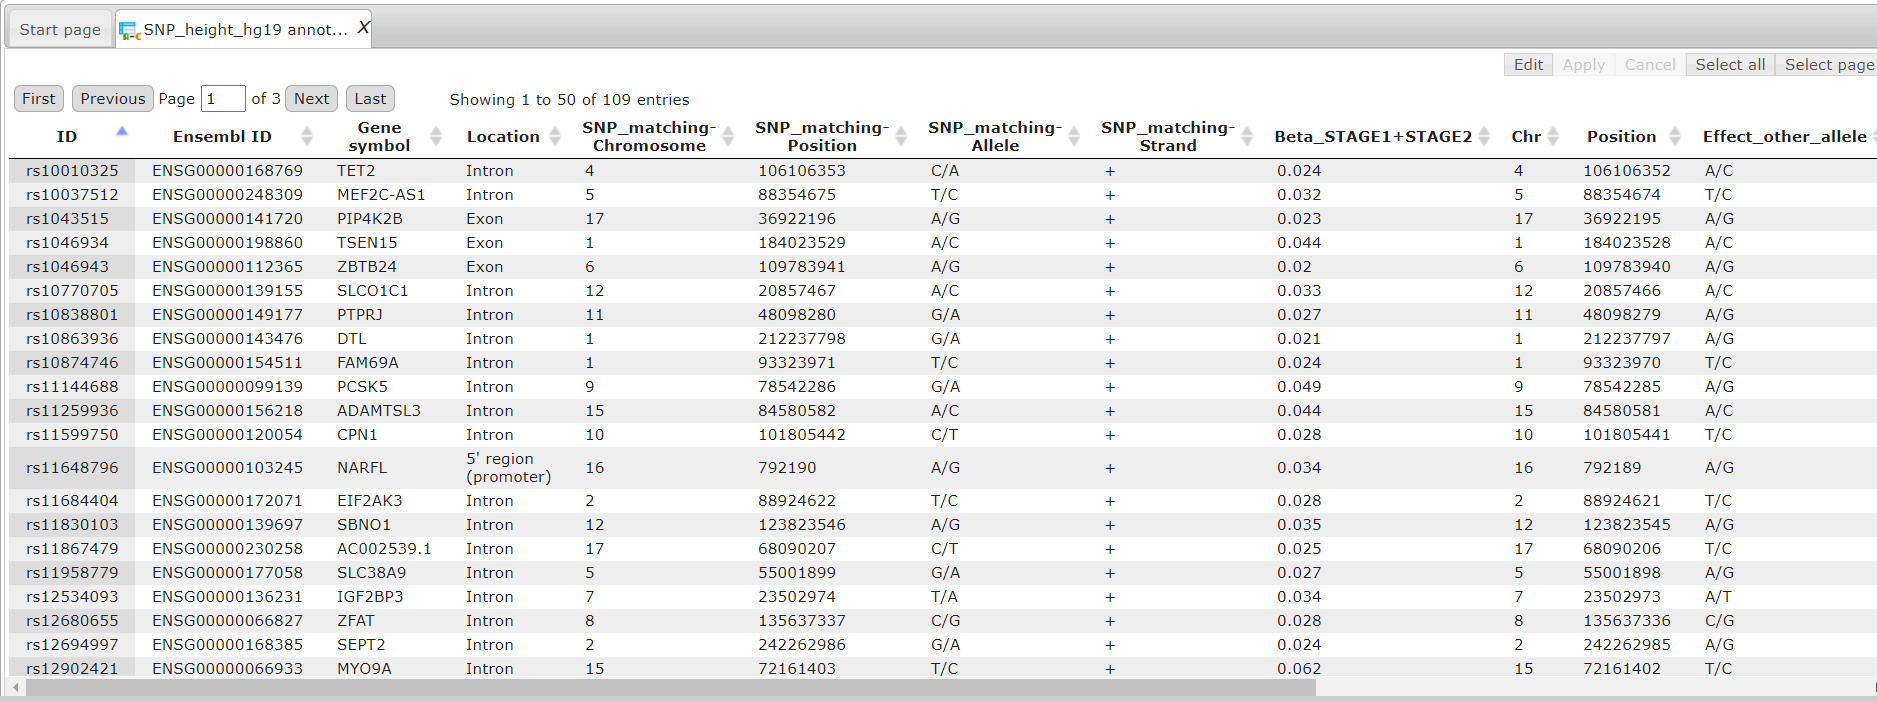 Start page SNP_height_hg19 annot... X
Edit Apply Cancel Select all Select page
First Previous Page 1 of 3 Next Last Showing 1 to 50 of 109 entries
ID Ensembl ID Gene symbol Location SNP_matching-Chromosome SNP_matching-Position SNP_matching-Allele SNP_matching-Strand Beta_STAGE1+STAGE2 Chr Position Effect_other_allele
rs10010325 ENSG00000168769 TET2 Intron 4 106106353 C/A + 0.024 4 106106352 A/C
rs10037512 ENSG00000248309 MEF2C-AS1 Intron 5 88354675 T/C + 0.032 5 88354674 T/C
rs1043515 ENSG00000141720 PIP4K2B Exon 17 36922196 A/G + 0.023 17 36922195 A/G
rs1046934 ENSG00000198860 TSEN15 Exon 1 184023529 A/C + 0.044 1 184023528 A/C
rs1046943 ENSG00000112365 ZBTB24 Exon 6 109783941 A/G + 0.02 6 109783940 A/G
rs10770705 ENSG00000139155 SLCO1C1 Intron 12 20857467 A/C + 0.033 12 20857466 A/C
rs10838801 ENSG00000149177 PTPRJ Intron 11 48098280 G/A + 0.027 11 48098279 A/G
rs10863936 ENSG00000143476 DTL Intron 1 212237798 G/A + 0.021 1 212237797 A/G
rs10874746 ENSG00000154511 FAM69A Intron 1 93323971 T/C + 0.024 1 93323970 T/C
rs11144688 ENSG00000099139 PCSK5 Intron 9 78542286 G/A + 0.049 9 78542285 A/G
rs11259936 ENSG00000156218 ADAMTSL3 Intron 15 84580582 A/C + 0.044 15 84580581 A/C
rs11599750 ENSG00000120054 CPN1 Intron 10 101805442 C/T + 0.028 10 101805441 T/C
rs11648796 ENSG00000103245 NARFL 5' region (promoter) 16 792190 A/G + 0.034 16 792189 A/G
rs11684404 ENSG00000172071 EIF2AK3 Intron 2 88924622 T/C + 0.028 2 88924621 T/C
rs11830103 ENSG00000139697 SBNO1 Intron 12 123823546 A/G + 0.035 12 123823545 A/G
rs11867479 ENSG00000230258 AC002539.1 Intron 17 68090207 C/T + 0.025 17 68090206 T/C
rs11958779 ENSG00000177058 SLC38A9 Intron 5 55001899 G/A + 0.027 5 55001898 A/G
rs12534093 ENSG00000136231 IGF2BP3 Intron 7 23502974 T/A + 0.034 7 23502973 A/T
rs12680655 ENSG00000066827 ZFAT Intron 8 135637337 C/G + 0.028 8 135637336 C/G
rs12694997 ENSG00000168385 SEPT2 Intron 2 242262986 G/A + 0.024 2 242262985 A/G
rs12902421 ENSG00000066933 MYO9A Intron 15 72161403 T/C + 0.062 15 72161402 T/C